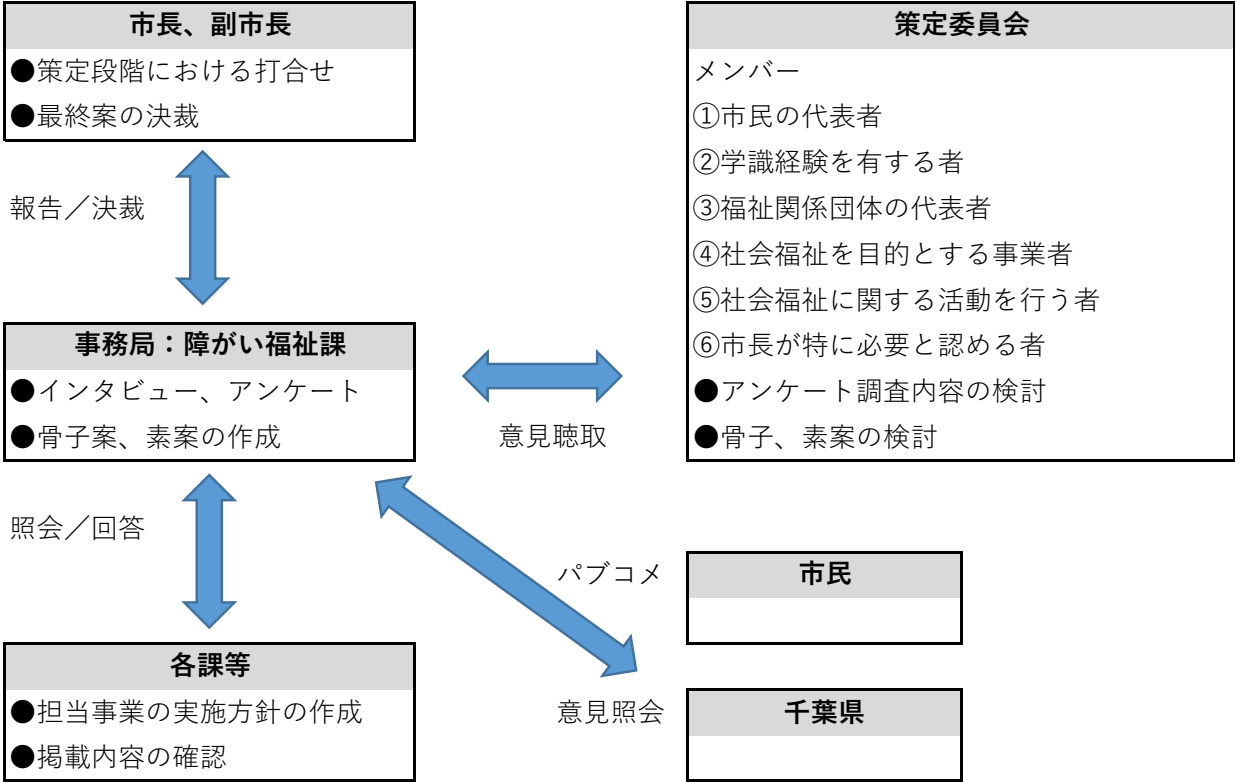 市長、副市長
●策定段階における打合せ
●最終案の決裁
報告／決裁
事務局：障がい福祉課
●インタビュー、アンケート
●骨子案、素案の作成
照会／回答
各課等
●担当事業の実施方針の作成
●掲載内容の確認
策定委員会
メンバー
①市民の代表者
②学識経験を有する者
③福祉関係団体の代表者
④社会福祉を目的とする事業者
⑤社会福祉に関する活動を行う者
⑥市長が特に必要と認める者
●アンケート調査内容の検討
●骨子、素案の検討
意見聴取
パブコメ
市民
意見照会
千葉県